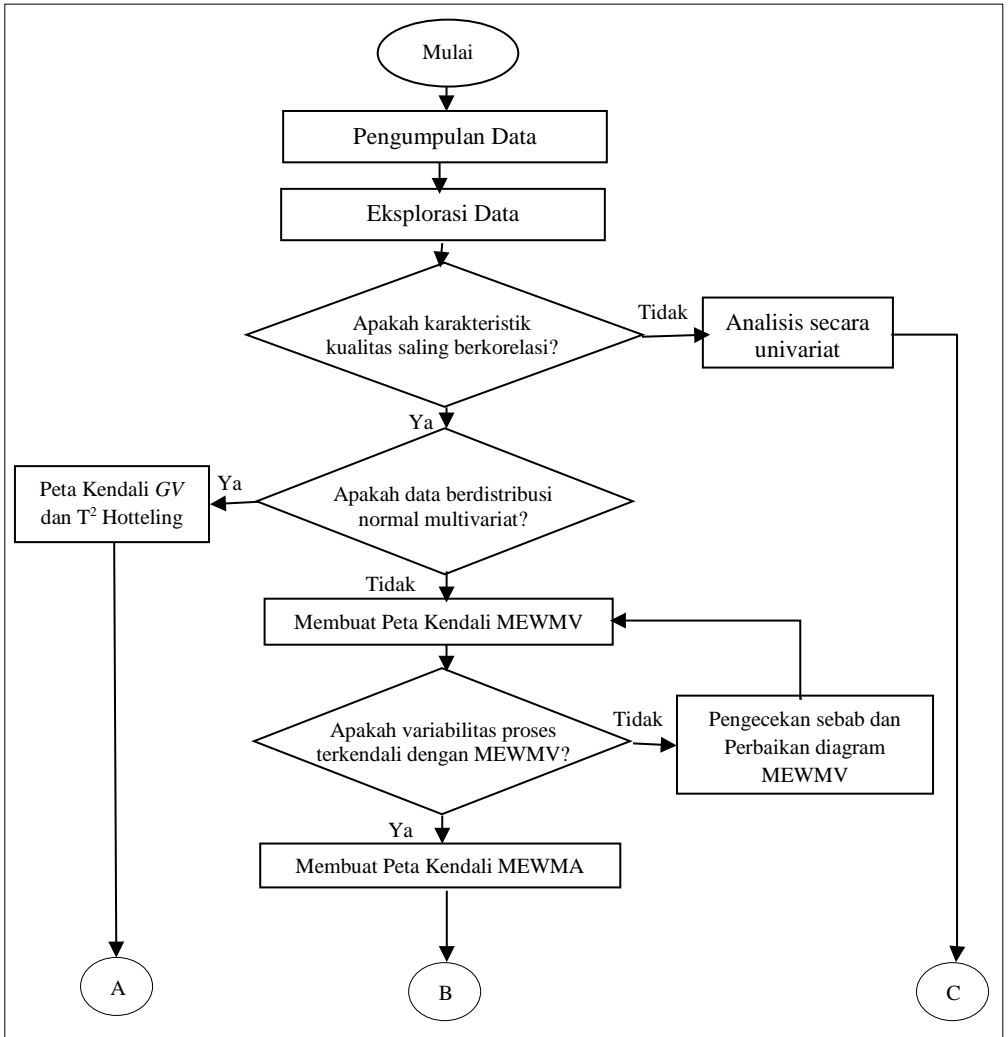 Mulai
Pengumpulan Data
Eksplorasi Data
Apakah karakteristik
kualitas saling berkorelasi?
Tidak
Analisis secara
univariat
Ya
Apakah data berdistribusi
normal multivariat?
Ya
Peta Kendali GV
dan T² Hotteling
Tidak
Membuat Peta Kendali MEWMV
Apakah variabilitas proses
terkendali dengan MEWMV?
Tidak
Pengecekan sebab dan
Perbaikan diagram
MEWMV
Ya
Membuat Peta Kendali MEWMA
A
B
C